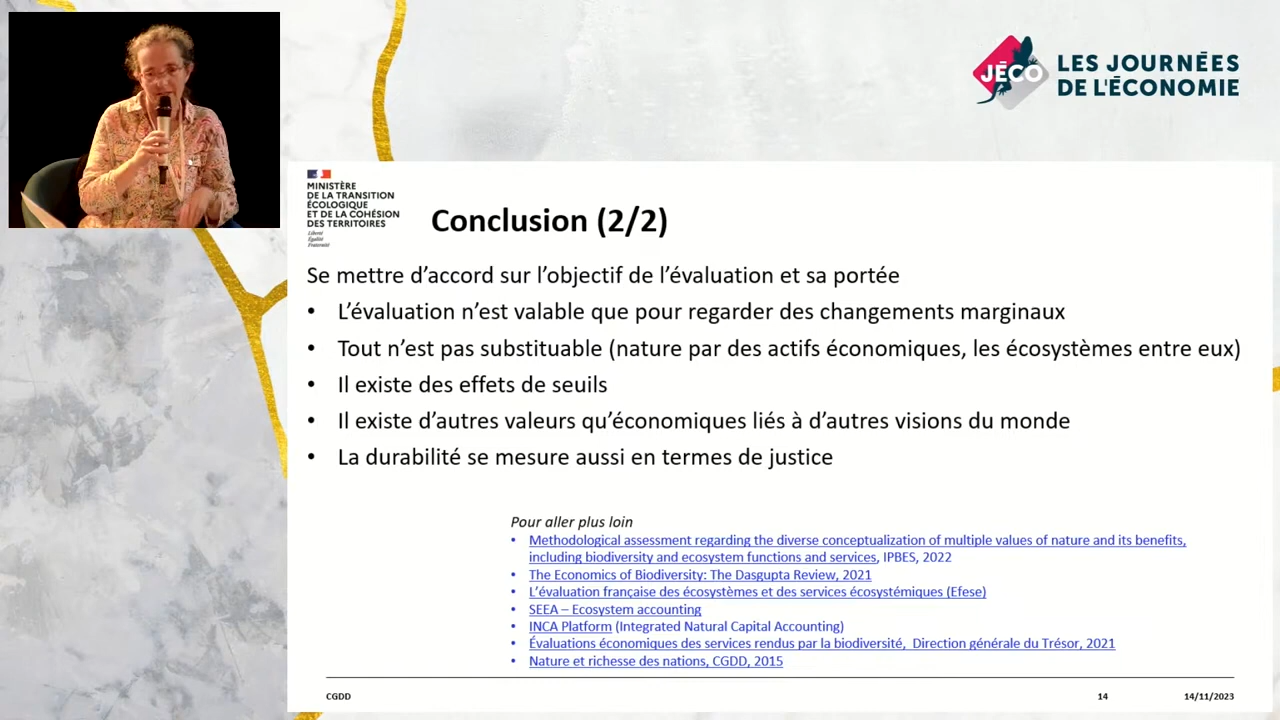 JÉCO
LES JOURNÉES
DE L'ÉCONOMIE
MINISTÈRE
DE LA TRANSITION
ÉCOLOGIQUE
ET DE LA COHÉSION
DES TERRITOIRES
Liberté
Égalité
Fraternité
Conclusion (2/2)
Se mettre d’accord sur l’objectif de l’évaluation et sa portée
• L’évaluation n’est valable que pour regarder des changements marginaux
• Tout n’est pas substituable (nature par des actifs économiques, les écosystèmes entre eux)
• Il existe des effets de seuils
• Il existe d’autres valeurs qu’économiques liés à d’autres visions du monde
• La durabilité se mesure aussi en termes de justice
Pour aller plus loin
• Methodological assessment regarding the diverse conceptualization of multiple values of nature and its benefits,
including biodiversity and ecosystem functions and services, IPBES, 2022
• The Economics of Biodiversity: The Dasgupta Review, 2021
• L’évaluation française des écosystèmes et des services écosystémiques (Efese)
• SEEA – Ecosystem accounting
• INCA Platform (Integrated Natural Capital Accounting)
• Évaluations économiques des services rendus par la biodiversité, Direction générale du Trésor, 2021
• Nature et richesse des nations, CGDD, 2015
CGDD
14
14/11/2023